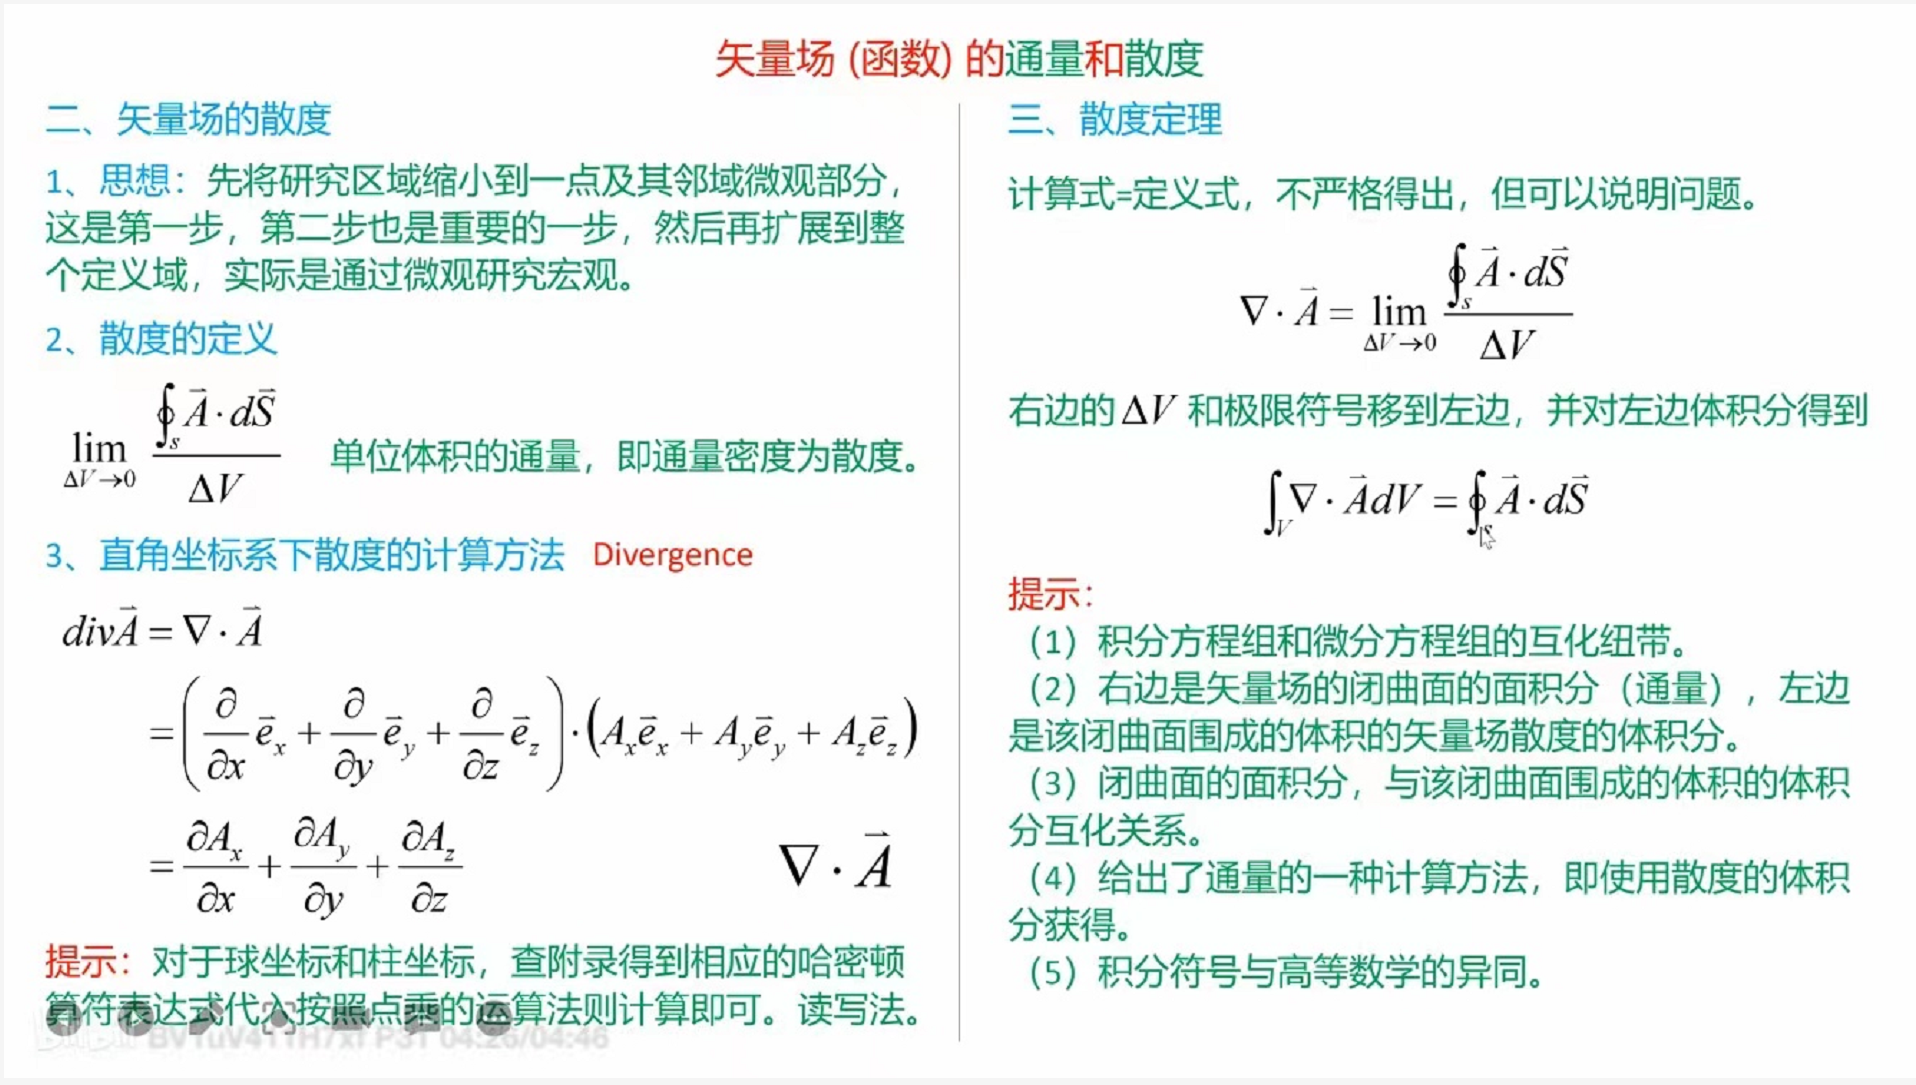 矢量场 (函数) 的通量和散度
二、矢量场的散度
1、思想：先将研究区域缩小到一点及其邻域微观部分，
这是第一步，第二步也是重要的一步，然后再扩展到整
个定义域，实际是通过微观研究宏观。
2、散度的定义
$\lim_{\Delta V \to 0} \frac{\oint_s \vec{A} \cdot d\vec{S}}{\Delta V}$ 单位体积的通量，即通量密度为散度。
3、直角坐标系下散度的计算方法 Divergence
$div\vec{A} = \nabla \cdot \vec{A}$
$= \left( \frac{\partial}{\partial x} \vec{e}_x + \frac{\partial}{\partial y} \vec{e}_y + \frac{\partial}{\partial z} \vec{e}_z \right) \cdot \left( A_x \vec{e}_x + A_y \vec{e}_y + A_z \vec{e}_z \right)$
$= \frac{\partial A_x}{\partial x} + \frac{\partial A_y}{\partial y} + \frac{\partial A_z}{\partial z}$ $\nabla \cdot \vec{A}$
提示：对于球坐标和柱坐标，查附录得到相应的哈密顿
算符表达式代入按照点乘的运算法则计算即可。读写法。
P31 04:26/04:46
三、散度定理
计算式=定义式，不严格得出，但可以说明问题。
$\nabla \cdot \vec{A} = \lim_{\Delta V \to 0} \frac{\oint_s \vec{A} \cdot d\vec{S}}{\Delta V}$
右边的 $\Delta V$ 和极限符号移到左边，并对左边体积分得到
$\int_V \nabla \cdot \vec{A} dV = \oint_s \vec{A} \cdot d\vec{S}$
提示：
（1）积分方程组和微分方程组的互化纽带。
（2）右边是矢量场的闭曲面的面积分（通量），左边
是该闭曲面围成的体积的矢量场散度的体积分。
（3）闭曲面的面积分，与该闭曲面围成的体积的体积
分互化关系。
（4）给出了通量的一种计算方法，即使用散度的体积
分获得。
（5）积分符号与高等数学的异同。